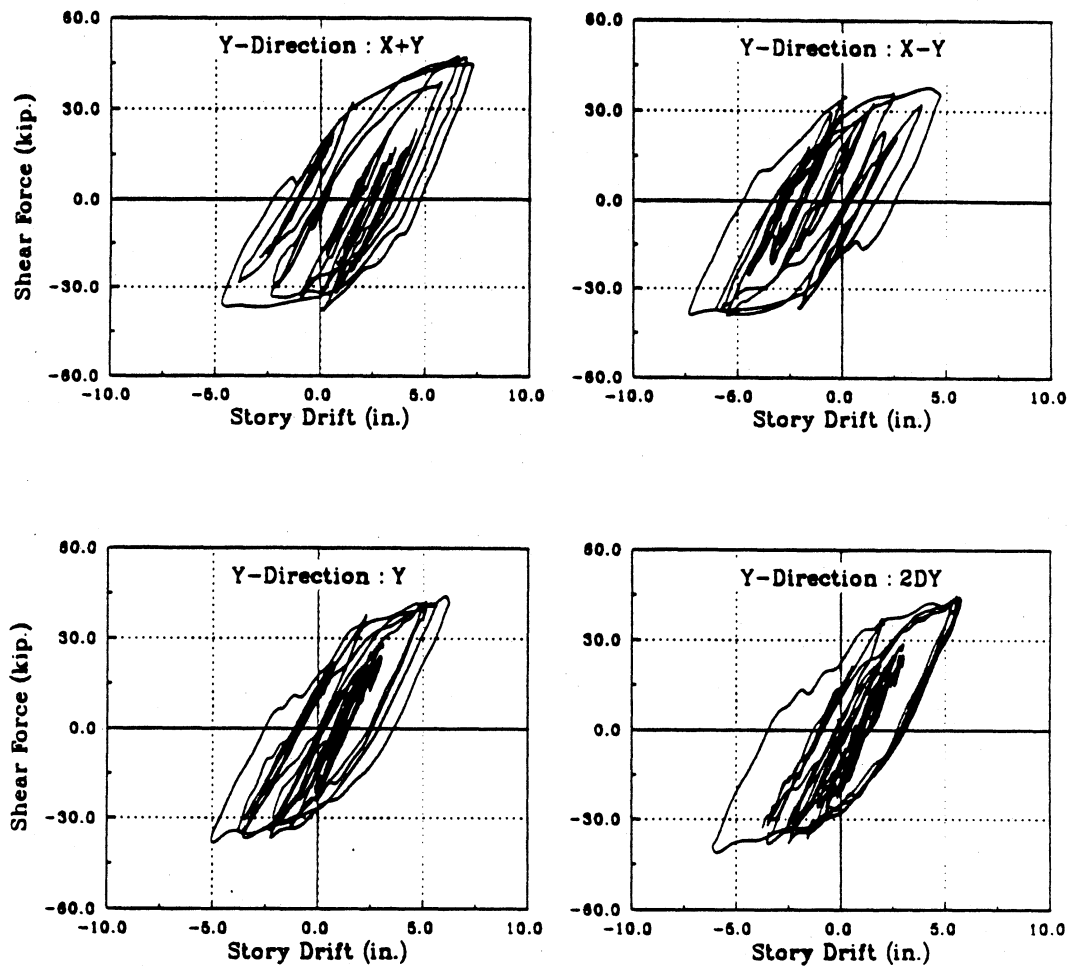 60.0
Y-Direction : X+Y
30.0
0.0
-30.0
-60.0
-10.0 -5.0 0.0 5.0 10.0
Shear Force (kip.)
Story Drift (in.)
60.0
Y-Direction : X-Y
30.0
0.0
-30.0
-60.0
-10.0 -5.0 0.0 5.0 10.0
Story Drift (in.)
60.0
Y-Direction : Y
30.0
0.0
-30.0
-60.0
-10.0 -5.0 0.0 5.0 10.0
Shear Force (kip.)
Story Drift (in.)
60.0
Y-Direction : 2DY
30.0
0.0
-30.0
-60.0
-10.0 -5.0 0.0 5.0 10.0
Story Drift (in.)